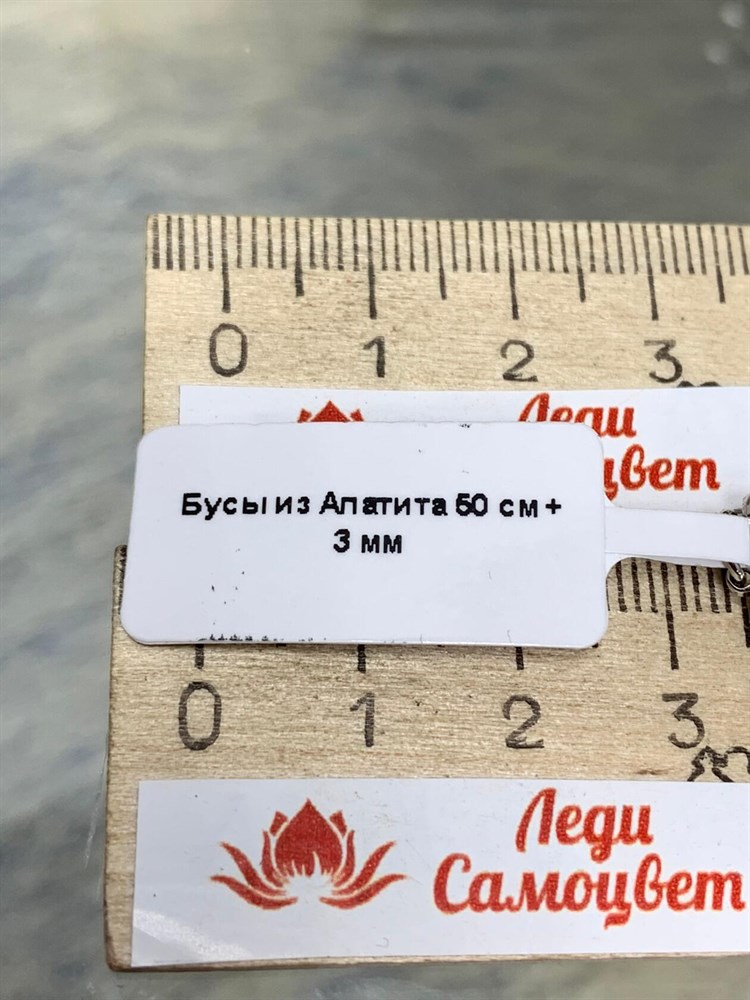 0 1 2 3
Леди
цвет
Бусы из Апатита 50 см+
3 мм
0 1 2 3
Леди
Самоцвет